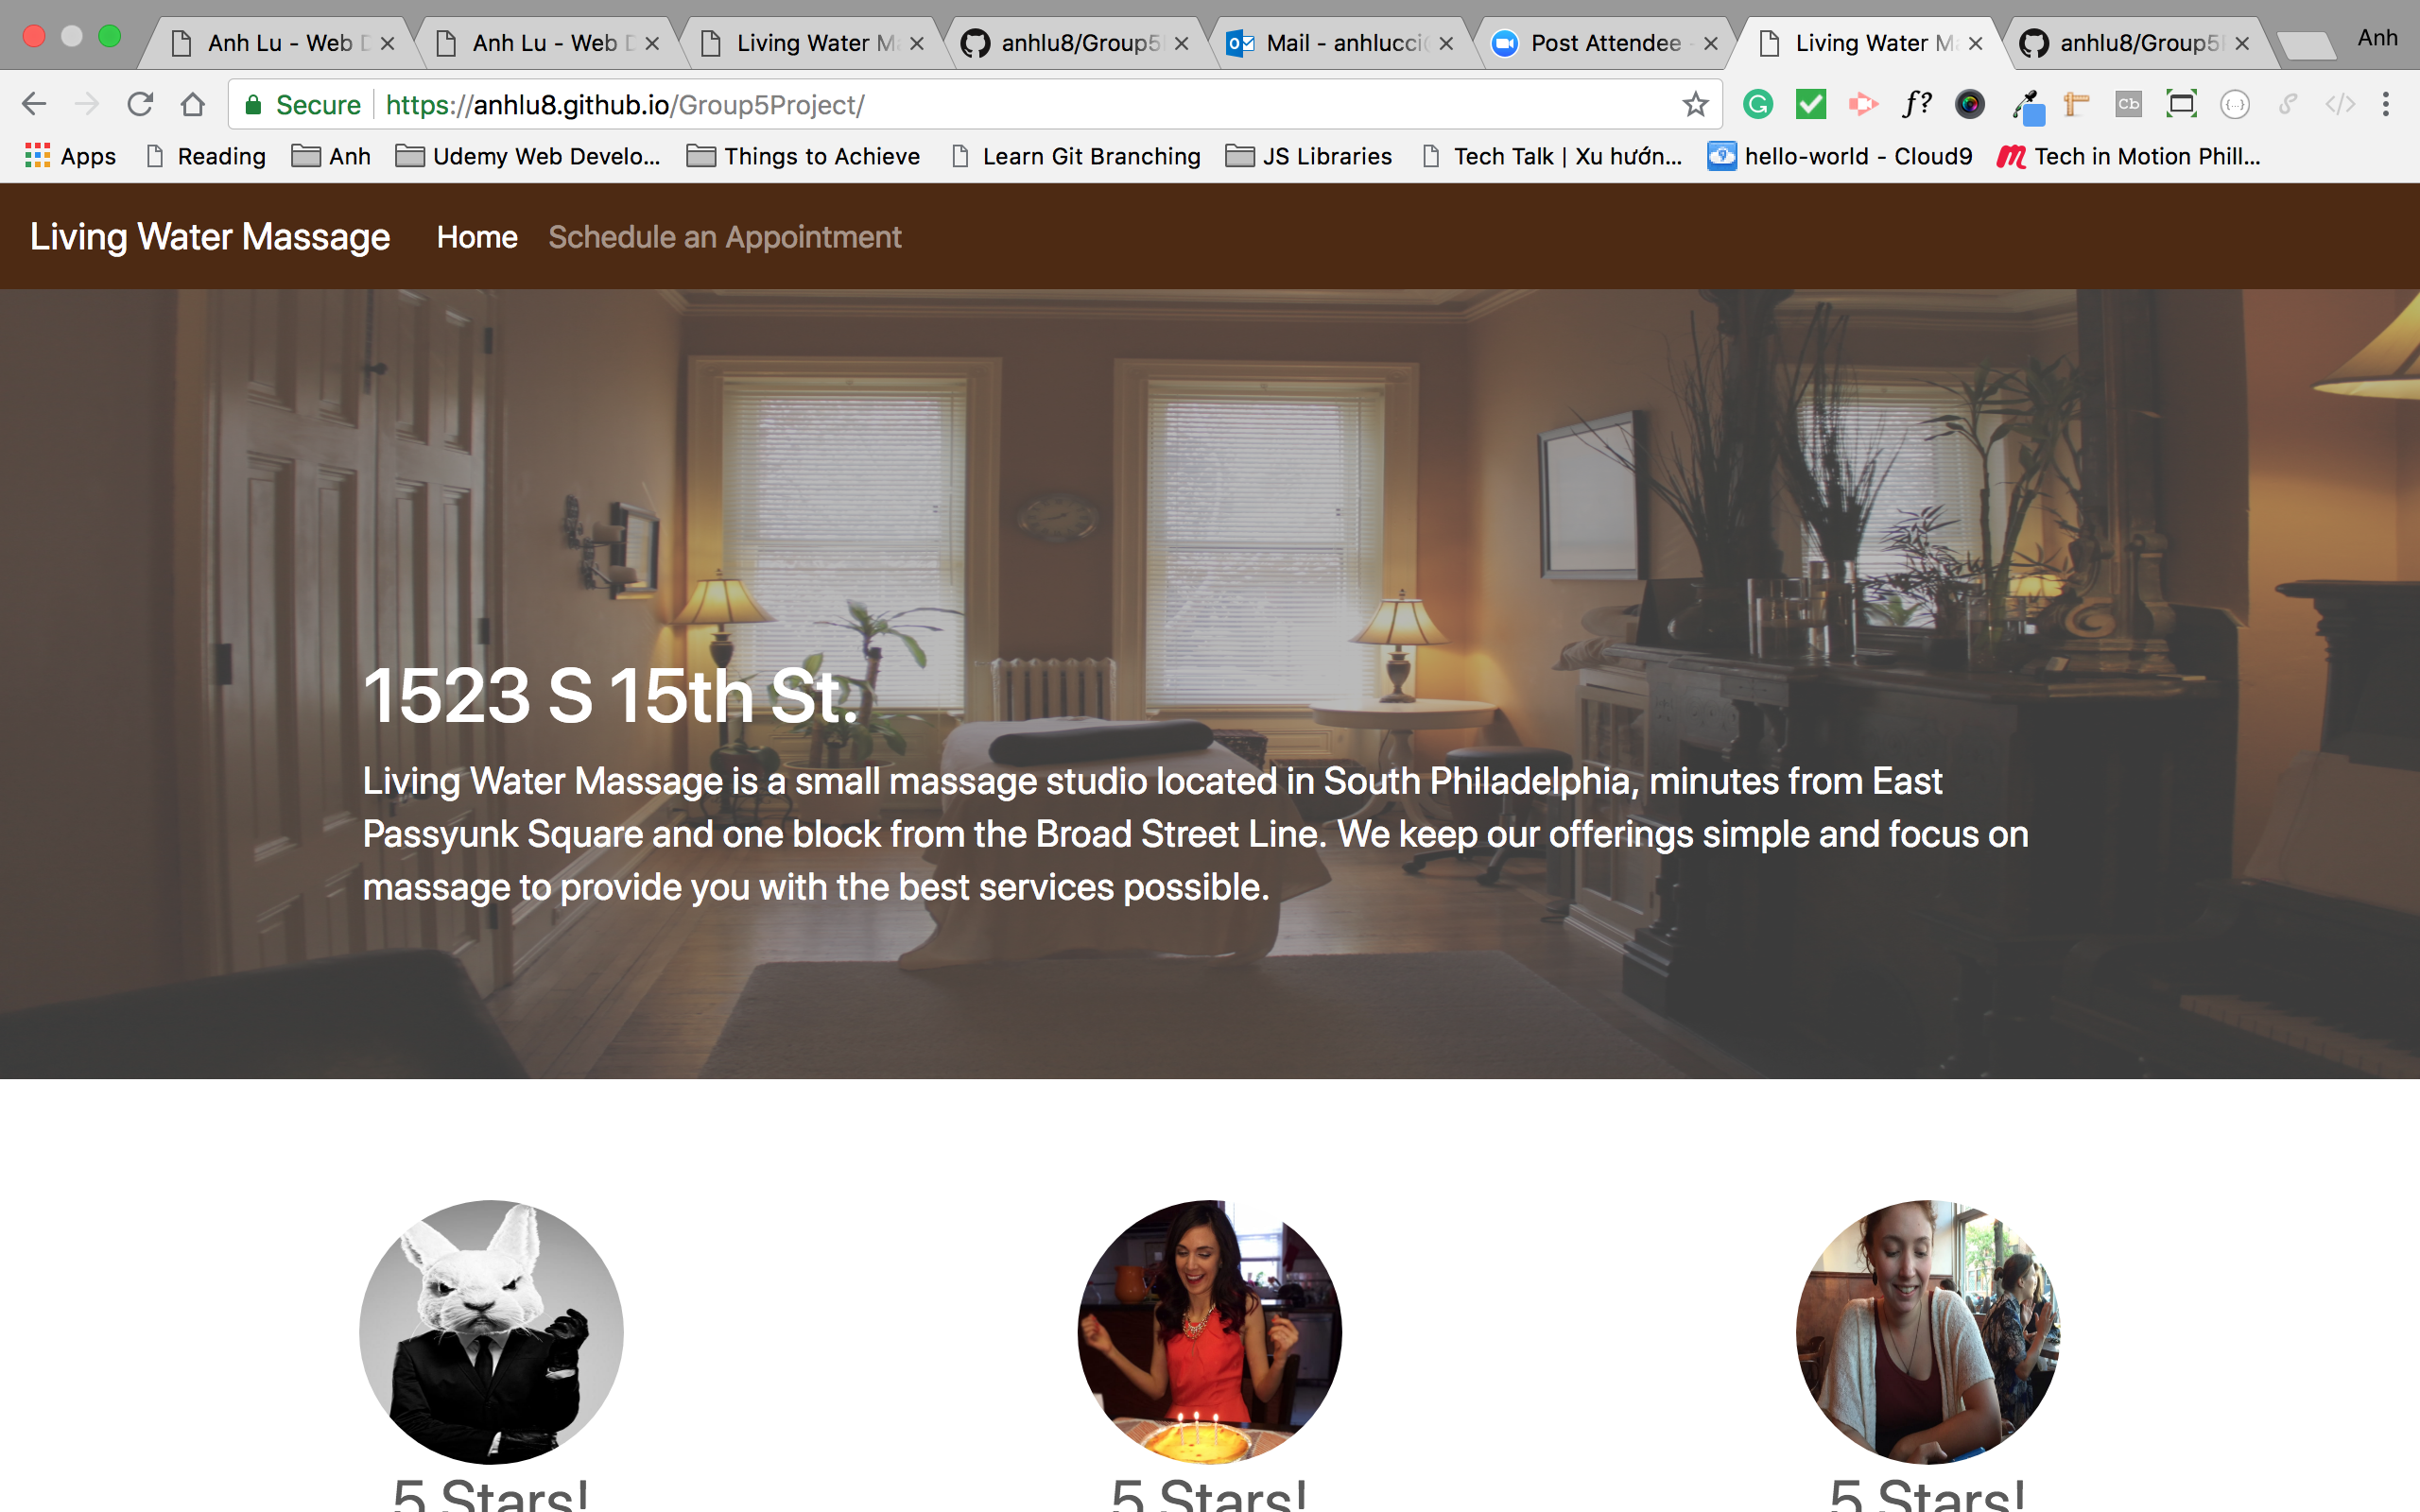 Anh Lu - Web D
Anh Lu - Web D
Living Water Ma
anhlu8/Group5P
Mail - anhlucci@
Post Attendee -
Living Water Ma
anhlu8/Group5P
Anh
Secure https://anhlu8.github.io/Group5Project/
f?
Cb
Apps Reading Anh Udemy Web Develo... Things to Achieve Learn Git Branching JS Libraries Tech Talk | Xu hướn... hello-world - Cloud9 Tech in Motion Phill...
Living Water Massage Home Schedule an Appointment
1523 S 15th St.
Living Water Massage is a small massage studio located in South Philadelphia, minutes from East
Passyunk Square and one block from the Broad Street Line. We keep our offerings simple and focus on
massage to provide you with the best services possible.
5 Stars! 5 Stars! 5 Stars!